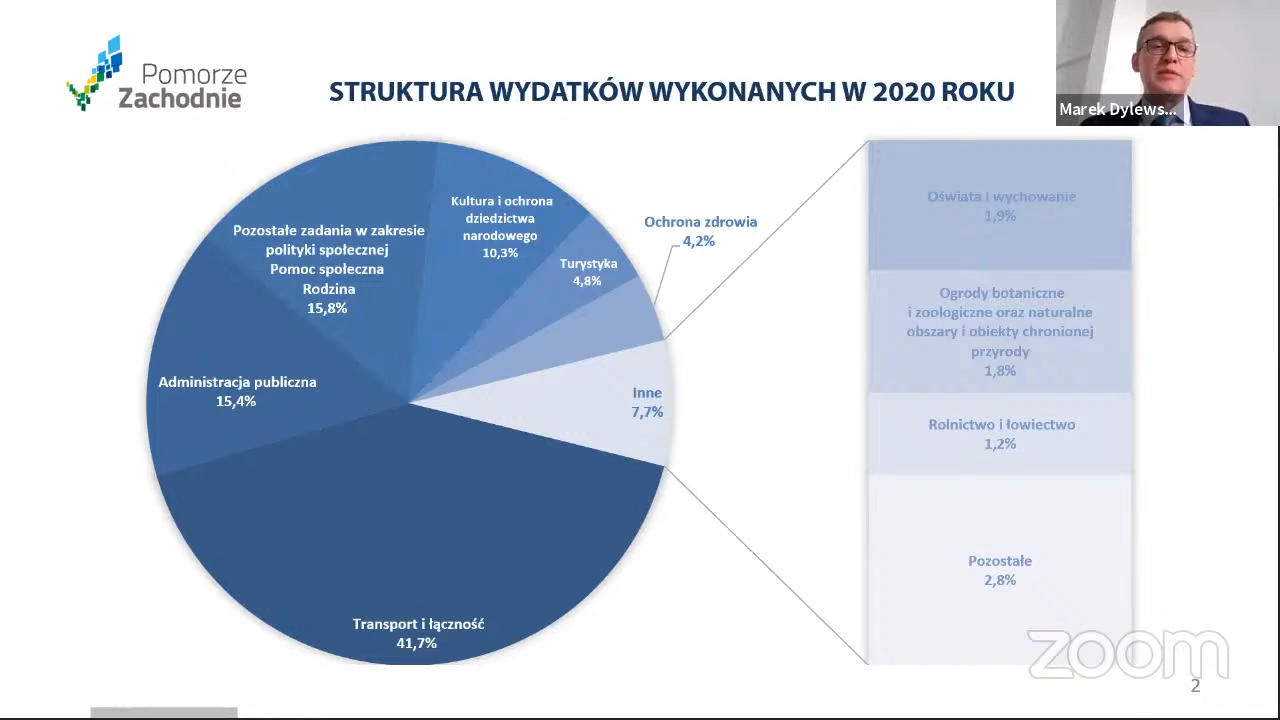 Pomorze
Zachodnie
STRUKTURA WYDATKÓW WYKONANYCH W 2020 ROKU
Marek Dylews...
Kultura i ochrona
dziedzictwa
narodowego
10,3%
Pozostałe zadania w zakresie
polityki społecznej
Pomoc społeczna
Rodzina
15,8%
Turystyka
4,8%
Ochrona zdrowia
4,2%
Administracja publiczna
15,4%
Inne
7,7%
Transport i łączność
41,7%
Oświata i wychowanie
1,9%
Ogrody botaniczne
i zoologiczne oraz naturalne
obszary i obiekty chronionej
przyrody
1,8%
Rolnictwo i łowiectwo
1,2%
Pozostałe
2,8%
zoom
2